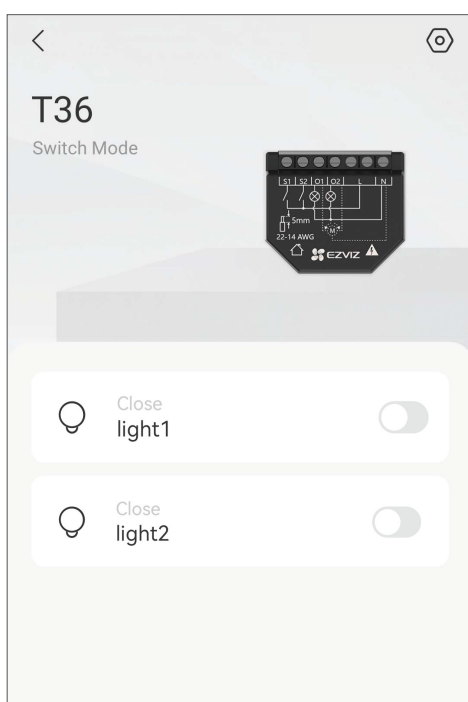 T36
Switch Mode
S1 S2 O1 O2 L N
5mm
M
22-14 AWG
EZVIZ
Close
light1
Close
light2